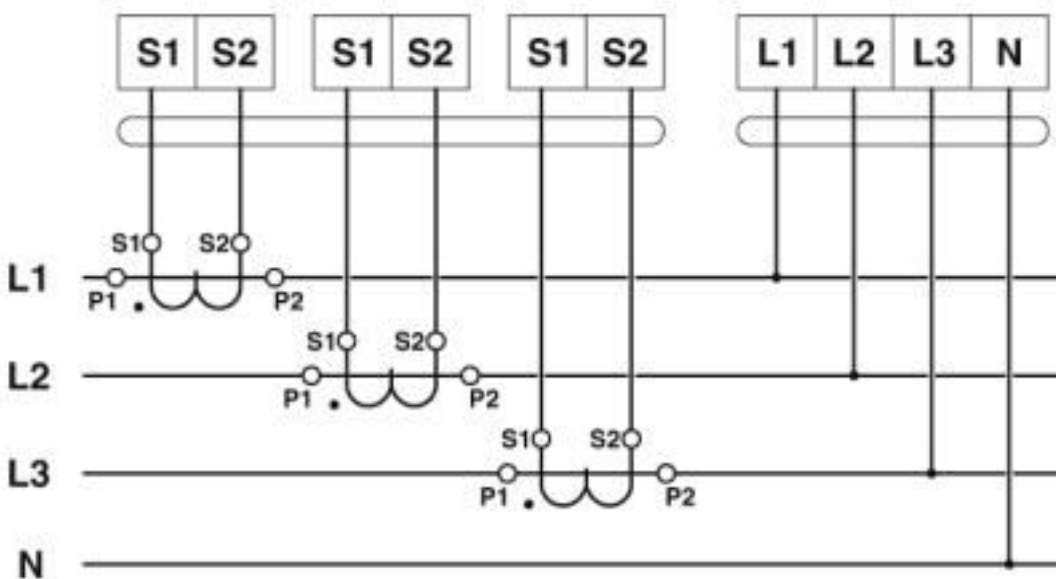 S1 S2 S1 S2 S1 S2 L1 L2 L3 N
S1 S2
L1
P1 P2
S1 S2
L2
P1 P2
S1 S2
L3
P1 P2
N